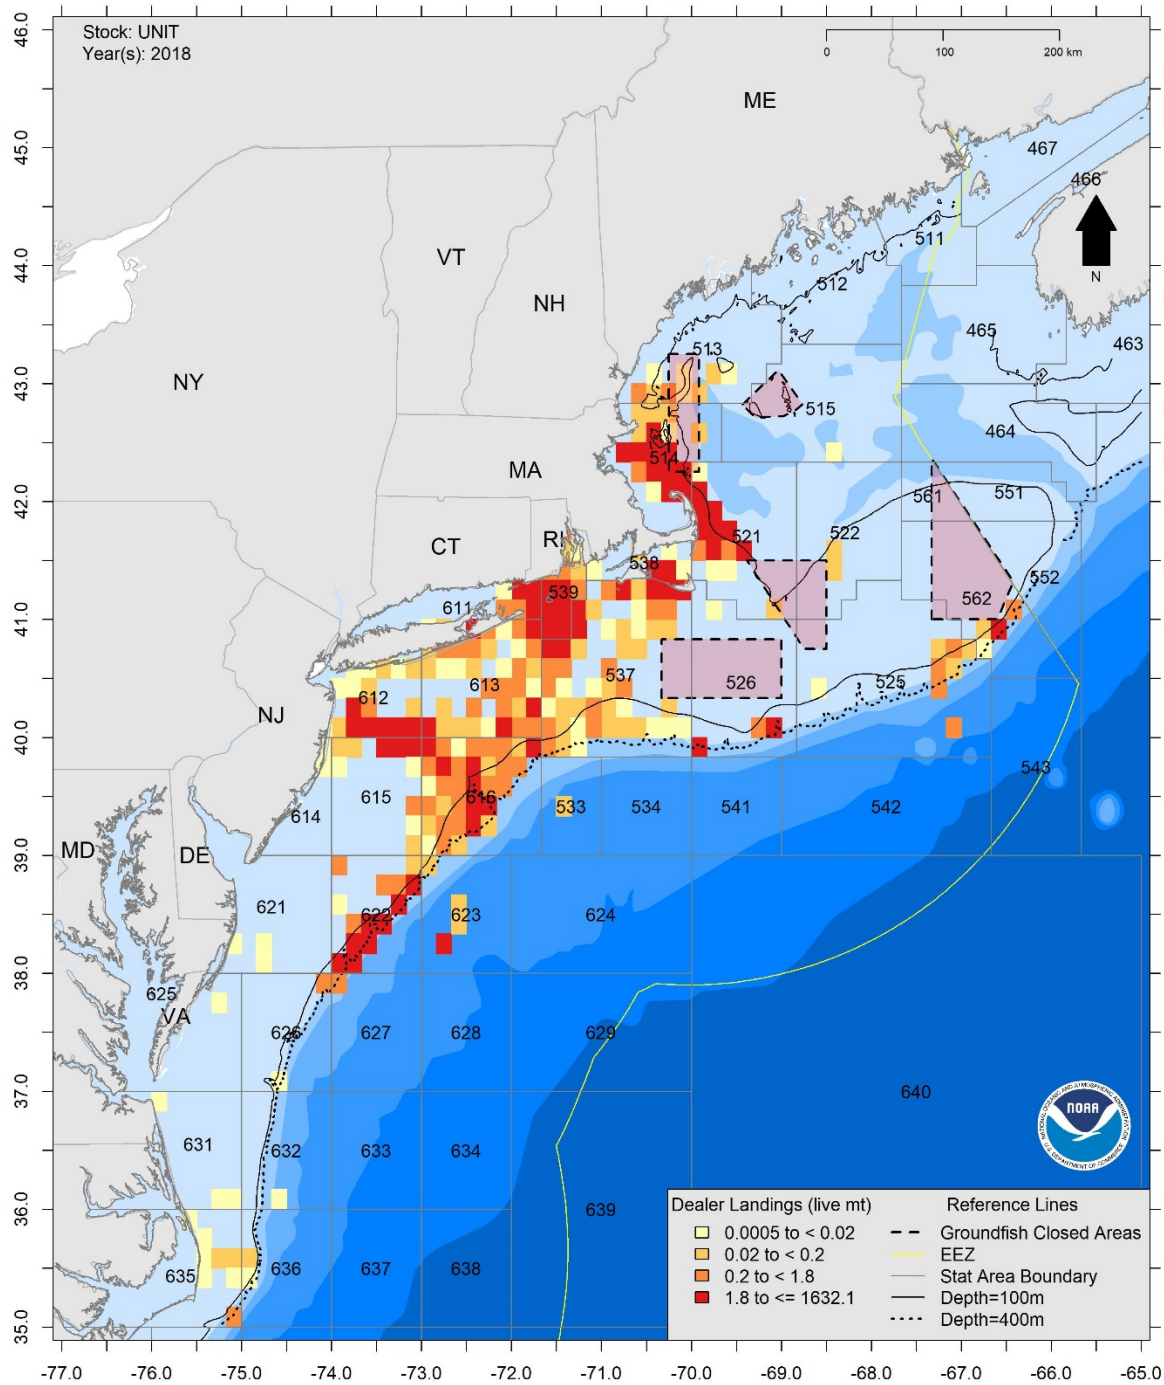 Stock: UNIT
Year(s): 2018
0 100 200 km
ME
467
466
511
N
VT
512
NH
465
463
513
NY
515
464
514
MA
561
551
521
522
RI
CT
538
552
539
611
562
537
526
525
613
612
NJ
543
615
616
533
534
541
542
614
MD
DE
621
622
623
624
625
VA
626
627
628
629
640
631
632
633
634
639
635
636
637
638
NATIONAL OCEANIC AND ATMOSPHERIC ADMINISTRATION
NOAA
U.S. DEPARTMENT OF COMMERCE
Dealer Landings (live mt)
0.0005 to < 0.02
0.02 to < 0.2
0.2 to < 1.8
1.8 to <= 1632.1
Reference Lines
Groundfish Closed Areas
EEZ
Stat Area Boundary
Depth=100m
Depth=400m
46.0
45.0
44.0
43.0
42.0
41.0
40.0
39.0
38.0
37.0
36.0
35.0
-77.0 -76.0 -75.0 -74.0 -73.0 -72.0 -71.0 -70.0 -69.0 -68.0 -67.0 -66.0 -65.0